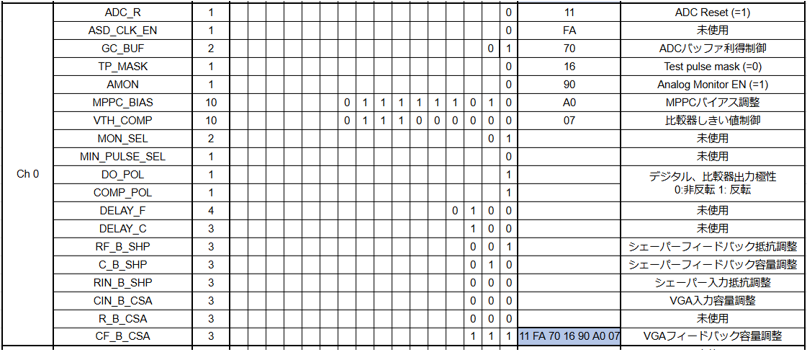 ADC_R 1 0 11 ADC Reset (=1)
ASD_CLK_EN 1 0 FA 未使用
GC_BUF 2 0 1 70 ADCバッファ利得制御
TP_MASK 1 0 16 Test pulse mask (=0)
AMON 1 0 90 Analog Monitor EN (=1)
MPPC_BIAS 10 0 1 1 1 1 1 1 0 1 0 A0 MPPCバイアス調整
VTH_COMP 10 0 1 1 1 0 0 0 0 0 0 07 比較器しきい値制御
MON_SEL 2 0 1 未使用
MIN_PULSE_SEL 1 0 未使用
Ch 0 DO_POL 1 1 デジタル、比較器出力極性
COMP_POL 1 1 0:非反転 1: 反転
DELAY_F 4 0 1 0 0 未使用
DELAY_C 3 1 0 0 未使用
RF_B_SHP 3 0 0 1 シェーパーフィードバック抵抗調整
C_B_SHP 3 0 1 0 シェーパーフィードバック容量調整
RIN_B_SHP 3 0 0 0 シェーパー入力抵抗調整
CIN_B_CSA 3 0 0 0 VGA入力容量調整
R_B_CSA 3 0 0 0 未使用
CF_B_CSA 3 1 1 1 11 FA 70 16 90 A0 07 VGAフィードバック容量調整